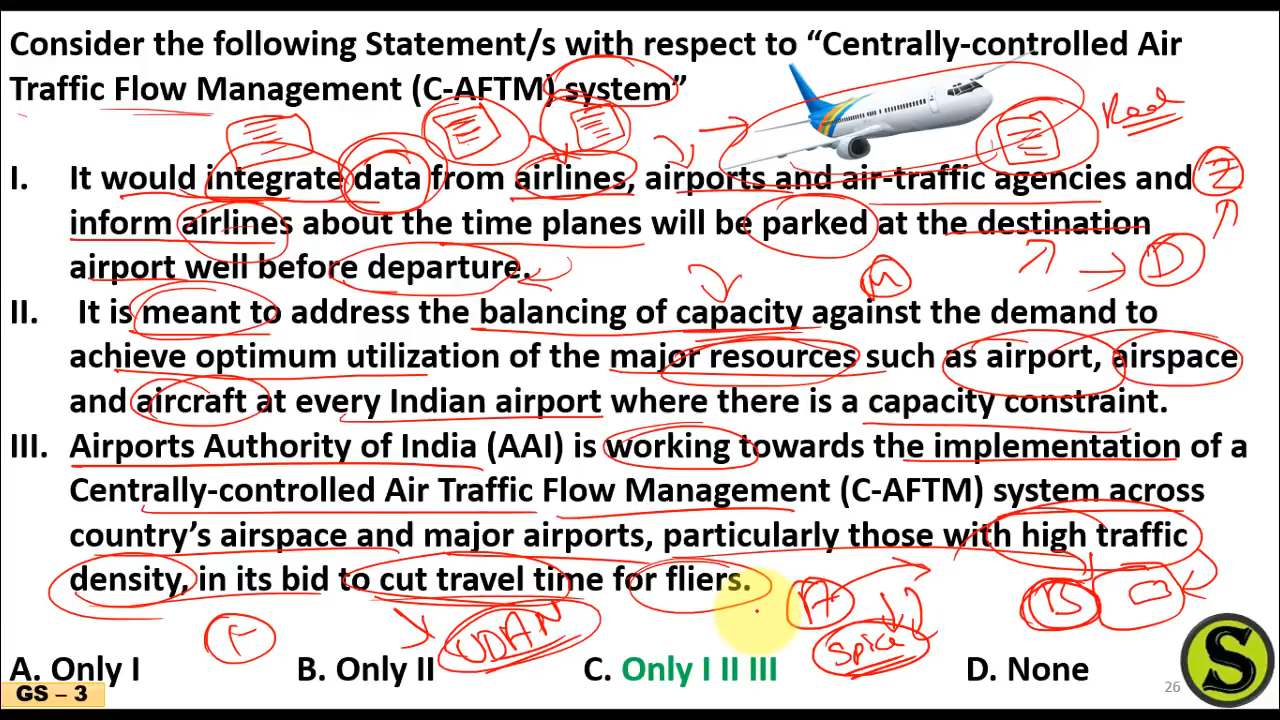 Consider the following Statement/s with respect to “Centrally-controlled Air
Traffic Flow Management (C-AFTM) system”
I. It would integrate data from airlines, airports and air-traffic agencies and
inform airlines about the time planes will be parked at the destination
airport well before departure.
II. It is meant to address the balancing of capacity against the demand to
achieve optimum utilization of the major resources such as airport, airspace
and aircraft at every Indian airport where there is a capacity constraint.
III. Airports Authority of India (AAI) is working towards the implementation of a
Centrally-controlled Air Traffic Flow Management (C-AFTM) system across
country’s airspace and major airports, particularly those with high traffic
density, in its bid to cut travel time for fliers.
D
M
A
B
F
UDAN
Spice
A. Only I B. Only II C. Only I II III D. None
GS – 3
26
S